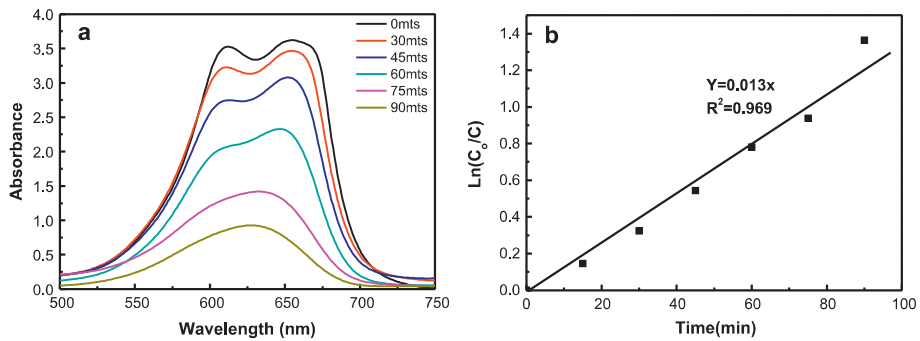 a
4.0
3.5
3.0
2.5
2.0
1.5
1.0
0.5
0.0
500 550 600 650 700 750
Absorbance
Wavelength (nm)
0mts
30mts
45mts
60mts
75mts
90mts
b
1.4
1.2
1.0
0.8
0.6
0.4
0.2
0.0
0 20 40 60 80 100
Ln(C₀/C)
Time(min)
Y=0.013x
R²=0.969